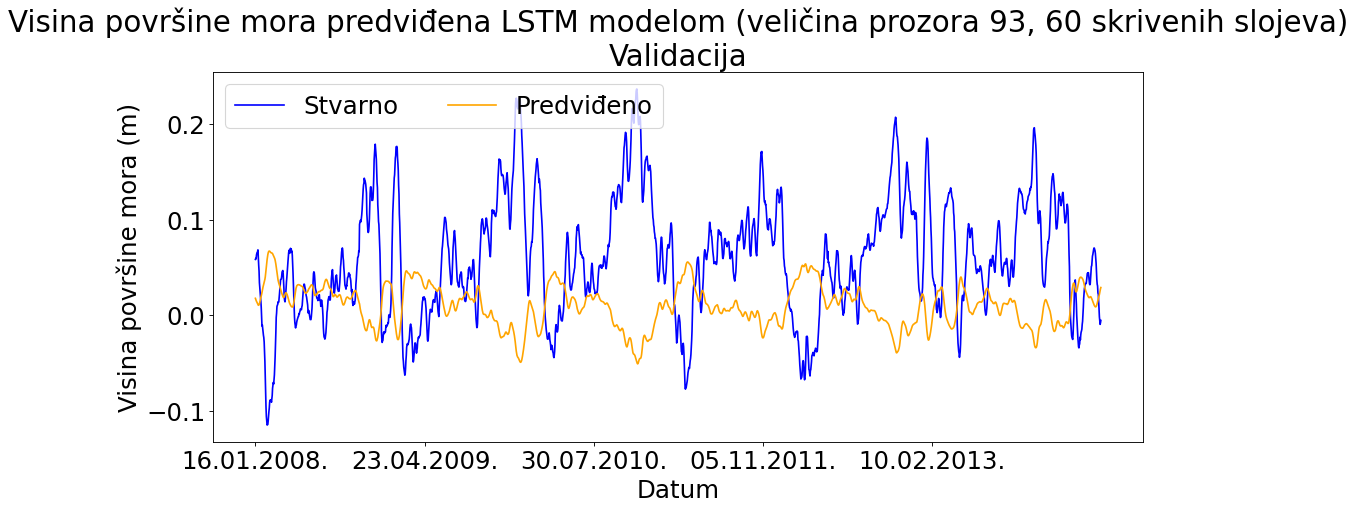 Visina površine mora predviđena LSTM modelom (veličina prozora 93, 60 skrivenih slojeva)
Validacija
Stvarno Predviđeno
Visina površine mora (m)
0.2
0.1
0.0
−0.1
16.01.2008. 23.04.2009. 30.07.2010. 05.11.2011. 10.02.2013.
Datum